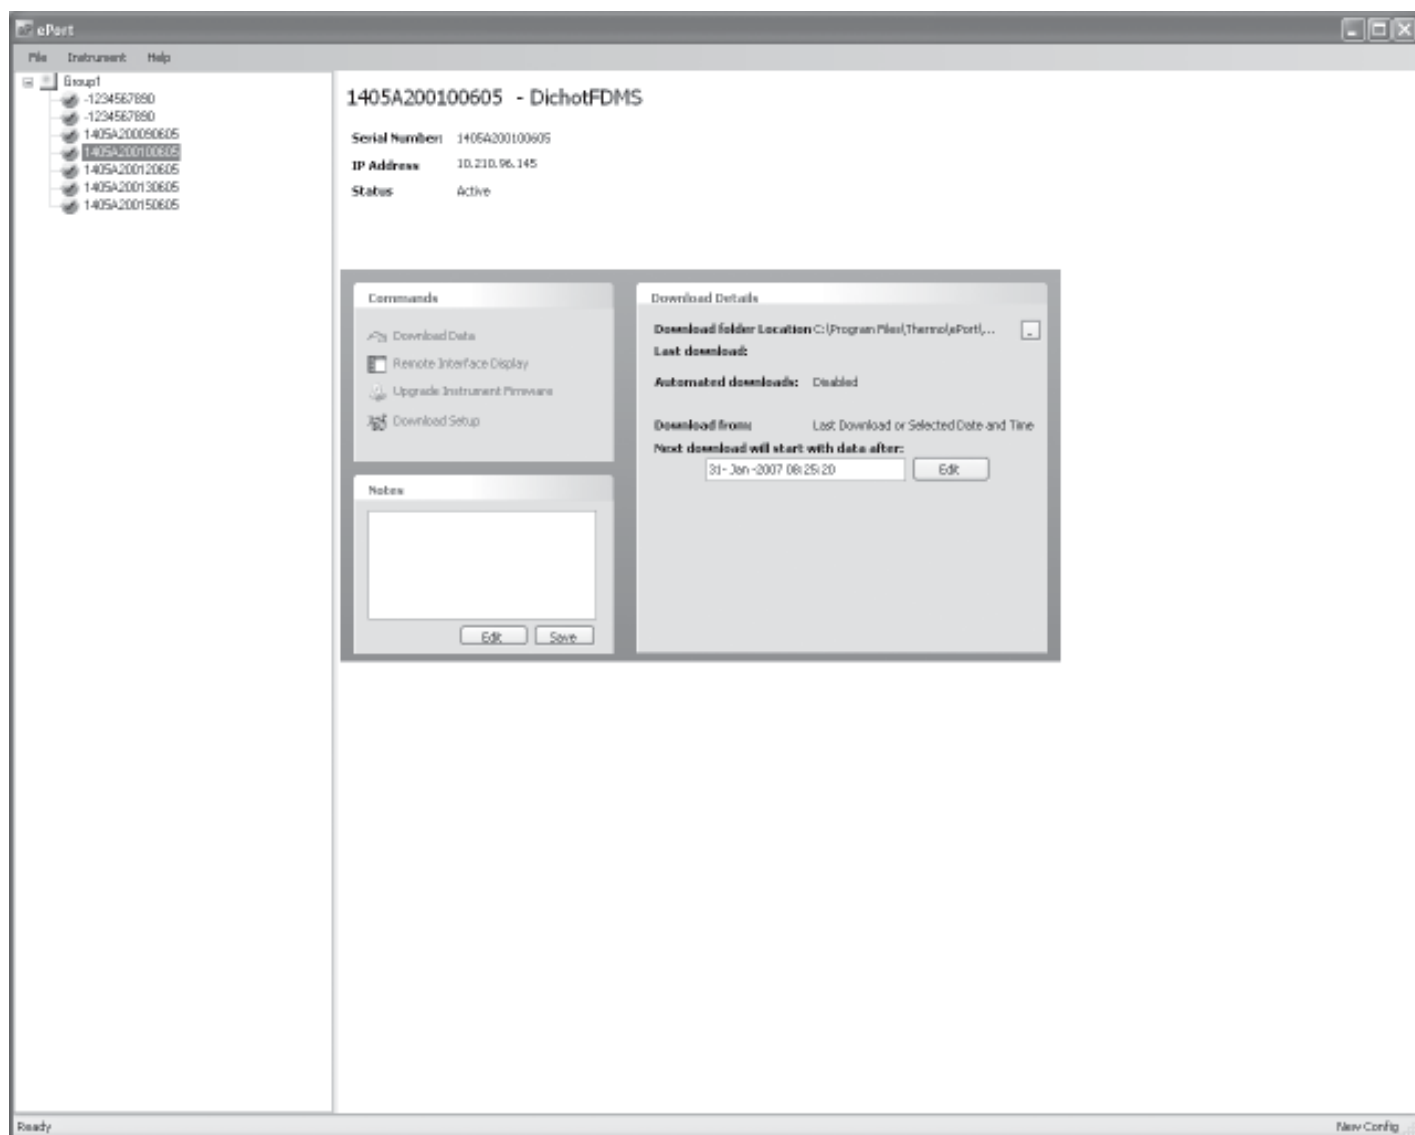 ePort
File Instrument Help
Group1
-1234567890
-1234567890
1405A200090605
1405A200100605
1405A200120605
1405A200130605
1405A200150605
1405A200100605 - DichotFDMS
Serial Number: 1405A200100605
IP Address 10.210.96.145
Status Active
Commands
Download Data
Remote Interface Display
Upgrade Instrument Firmware
Download Setup
Notes
Edit Save
Download Details
Download folder Location C:\Program Files\Thermo\ePort\,...
Last download:
Automated downloads: Disabled
Download from: Last Download or Selected Date and Time
Next download will start with data after:
31- Jan -2007 08:25:20 Edit
Ready New Config